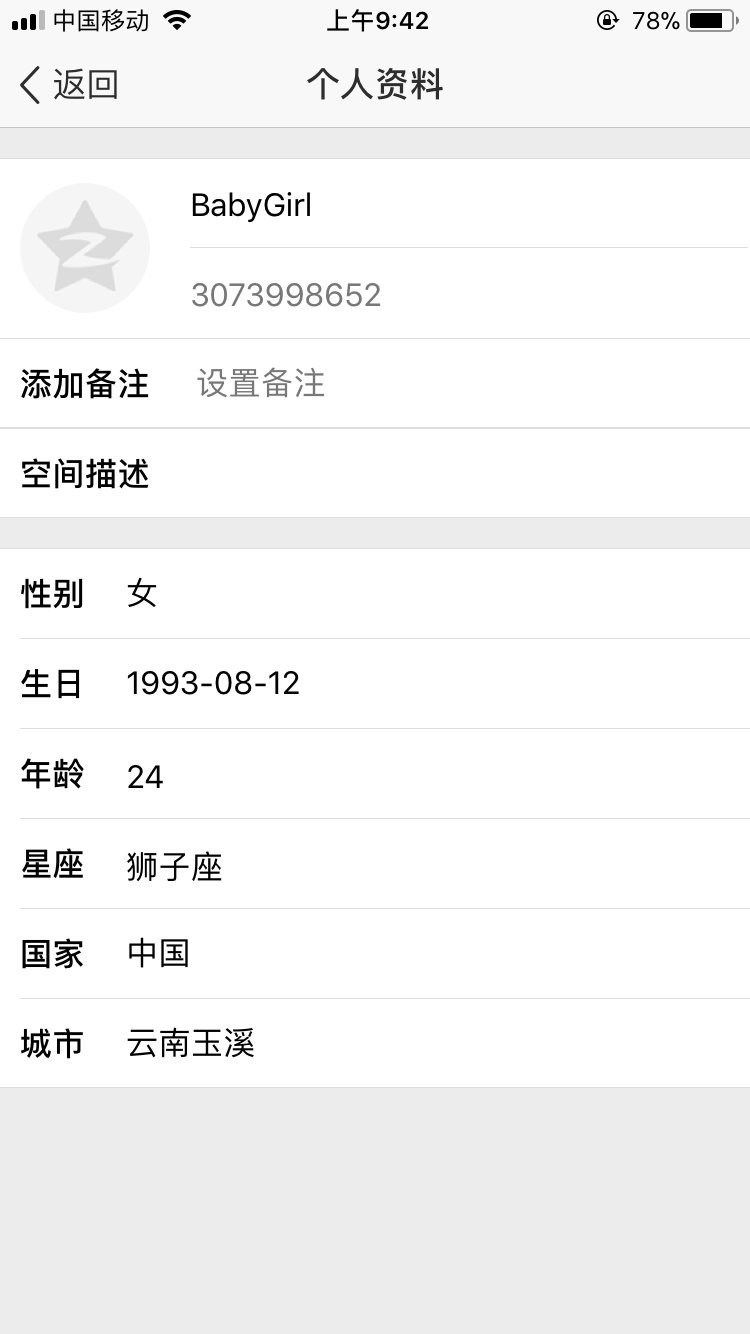 中国移动 上午9:42 78%
返回 个人资料
BabyGirl
3073998652
添加备注 设置备注
空间描述
性别 女
生日 1993-08-12
年龄 24
星座 狮子座
国家 中国
城市 云南玉溪